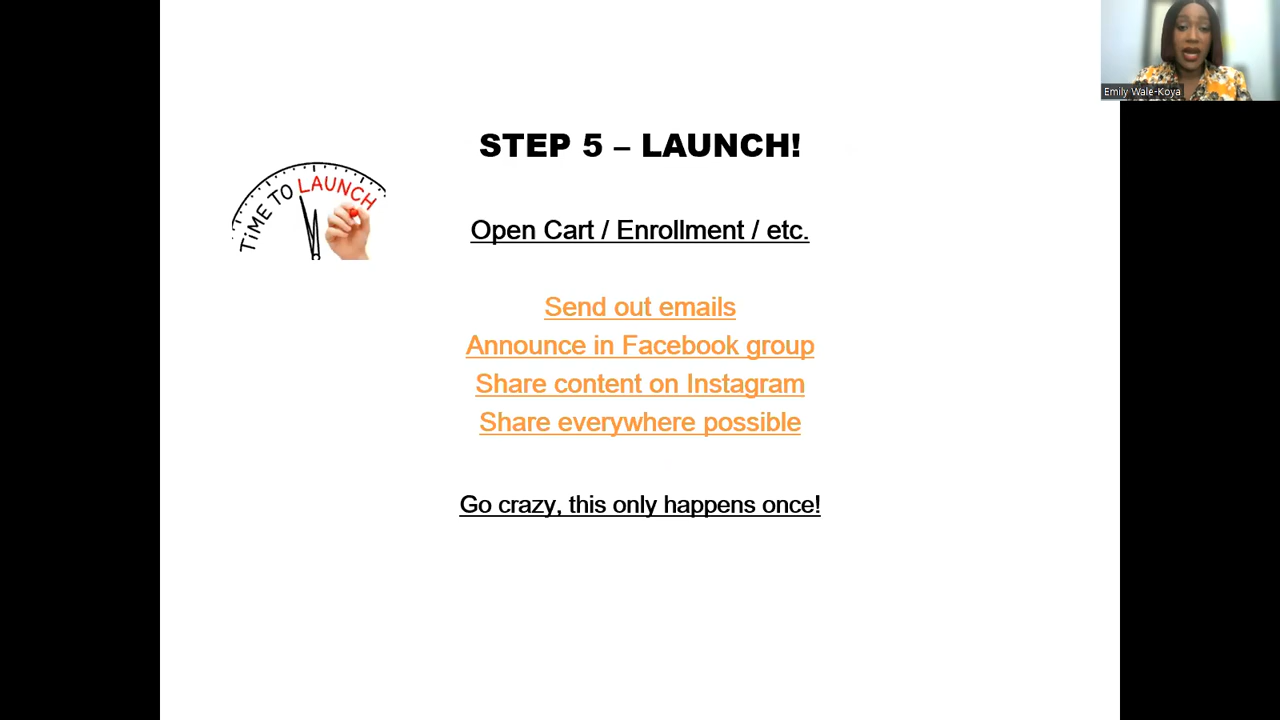 Emily Wale-Koya
STEP 5 – LAUNCH!
TIME TO LAUNCH
Open Cart / Enrollment / etc.
Send out emails
Announce in Facebook group
Share content on Instagram
Share everywhere possible
Go crazy, this only happens once!